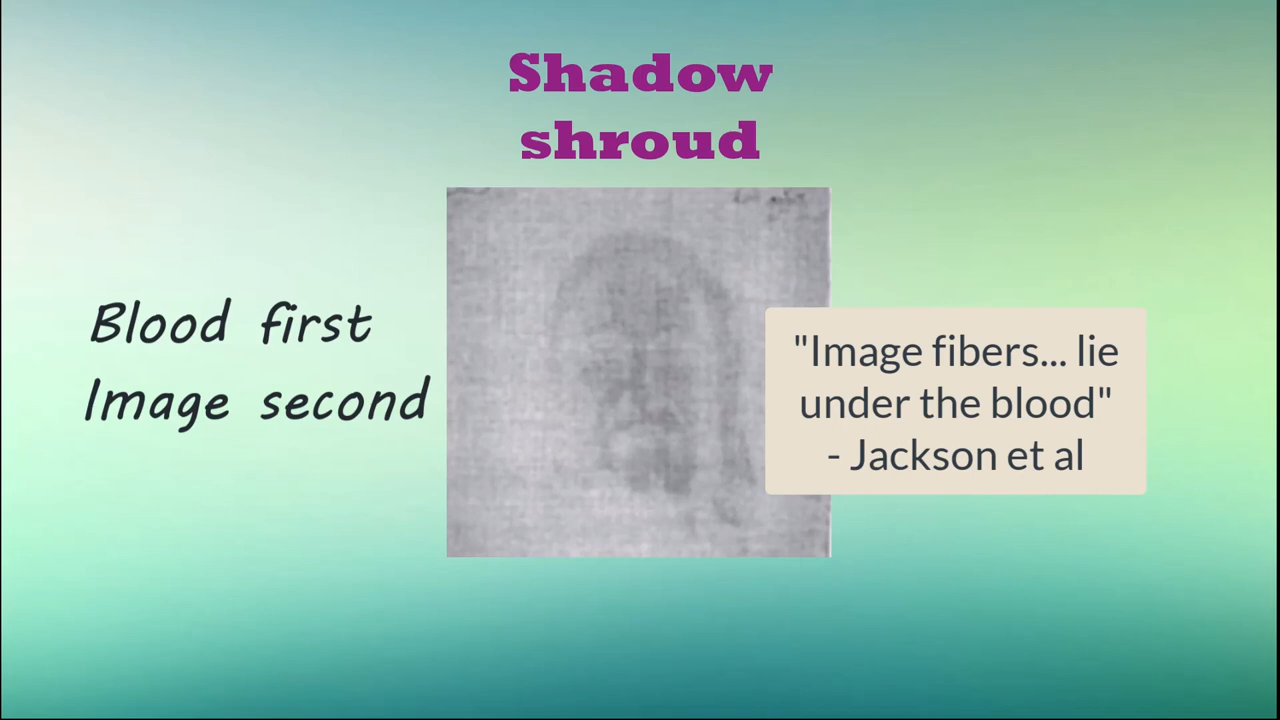 Shadow
shroud
Blood first
Image second
"Image fibers... lie
under the blood"
- Jackson et al